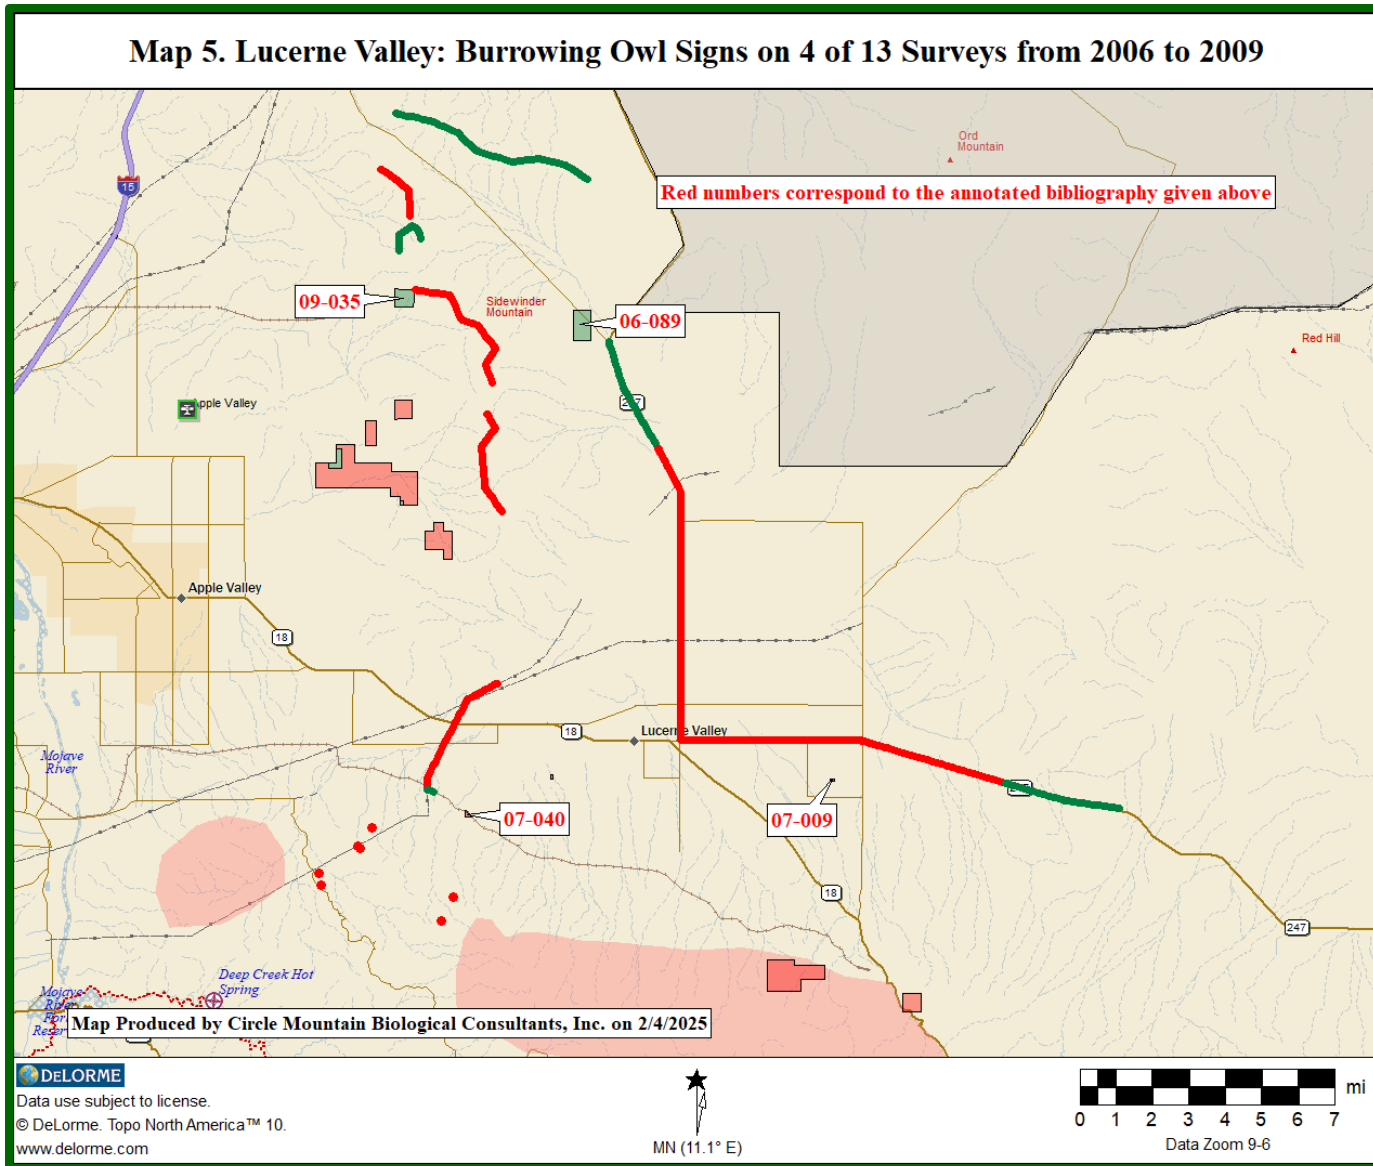 Map 5. Lucerne Valley: Burrowing Owl Signs on 4 of 13 Surveys from 2006 to 2009
Ord
Mountain
15
Red numbers correspond to the annotated bibliography given above
09-035
Sidewinder
Mountain
06-089
Red Hill
Apple Valley
Apple Valley
18
18
Lucerne Valley
Mojave
River
07-040
07-009
18
247
Deep Creek Hot
Spring
Mojave
River
Map Produced by Circle Mountain Biological Consultants, Inc. on 2/4/2025
DELORME
Data use subject to license.
© DeLorme. Topo North America™ 10.
www.delorme.com
MN (11.1° E)
0 1 2 3 4 5 6 7
mi
Data Zoom 9-6